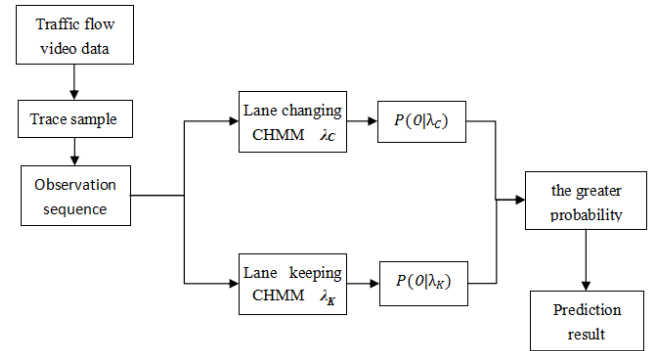 Traffic flow
video data
Trace sample
Observation
sequence
Lane changing
CHMM λC
P(O|λC)
Lane keeping
CHMM λK
P(O|λK)
the greater
probability
Prediction
result